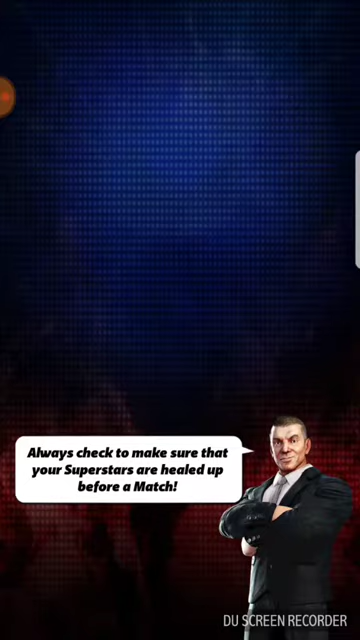 Always check to make sure that
your Superstars are healed up
before a Match!
DU SCREEN RECORDER